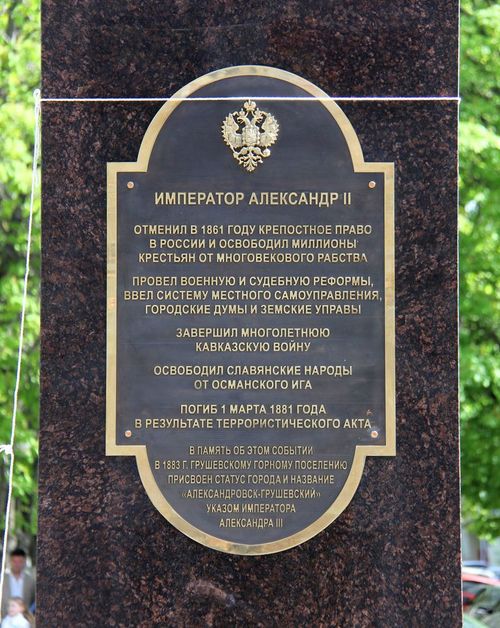 ИМПЕРАТОР АЛЕКСАНДР II
ОТМЕНИЛ В 1861 ГОДУ КРЕПОСТНОЕ ПРАВО
В РОССИИ И ОСВОБОДИЛ МИЛЛИОНЫ
КРЕСТЬЯН ОТ МНОГОВЕКОВОГО РАБСТВА
ПРОВЕЛ ВОЕННУЮ И СУДЕБНУЮ РЕФОРМЫ,
ВВЕЛ СИСТЕМУ МЕСТНОГО САМОУПРАВЛЕНИЯ,
ГОРОДСКИЕ ДУМЫ И ЗЕМСКИЕ УПРАВЫ
ЗАВЕРШИЛ МНОГОЛЕТНЮЮ
КАВКАЗСКУЮ ВОЙНУ
ОСВОБОДИЛ СЛАВЯНСКИЕ НАРОДЫ
ОТ ОСМАНСКОГО ИГА
ПОГИБ 1 МАРТА 1881 ГОДА
В РЕЗУЛЬТАТЕ ТЕРРОРИСТИЧЕСКОГО АКТА
В ПАМЯТЬ ОБ ЭТОМ СОБЫТИИ
В 1883 Г. ГРУШЕВСКОМУ ГОРНОМУ ПОСЕЛЕНИЮ
ПРИСВОЕН СТАТУС ГОРОДА И НАЗВАНИЕ
«АЛЕКСАНДРОВСК-ГРУШЕВСКИЙ»
УКАЗОМ ИМПЕРАТОРА
АЛЕКСАНДРА III